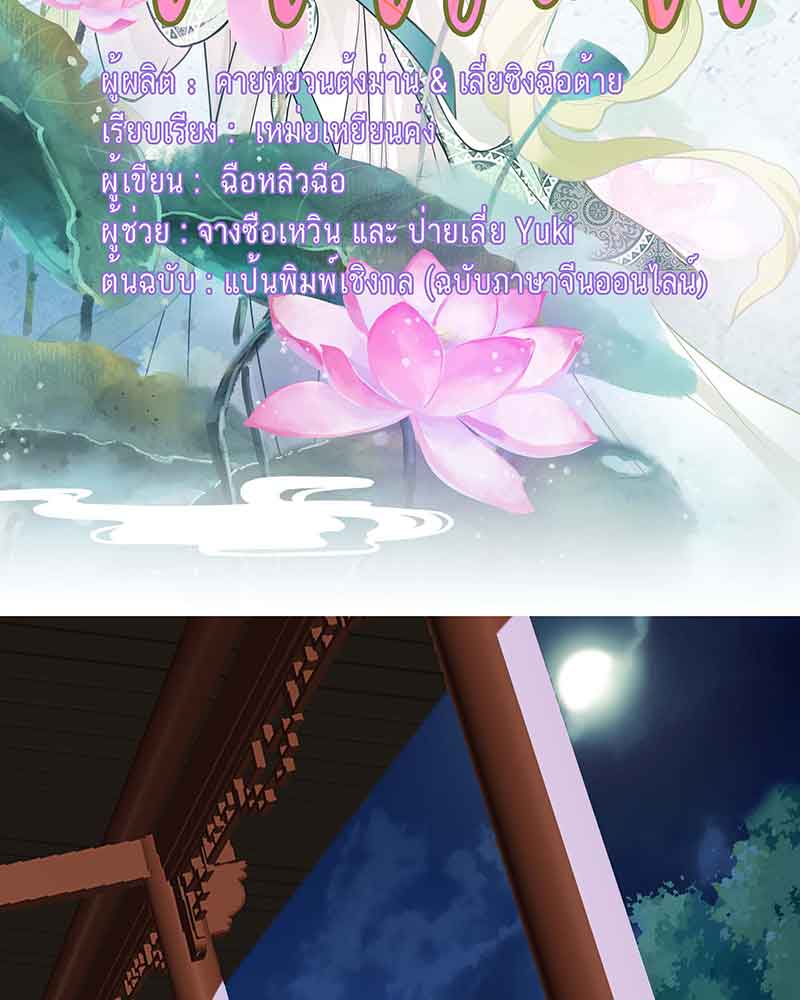 ผู้ผลิต : คายหยวนต้งม่าน & เลี่ยซิงฉือต้าย
เรียบเรียง : เหม่ยเหยียนค่ง
ผู้เขียน : ฉือหลิวฉือ
ผู้ช่วย : จางซือเหวิน และ ป่ายเลี่ย Yuki
ต้นฉบับ : แป้นพิมพ์เชิงกล (ฉบับภาษาจีนออนไลน์)